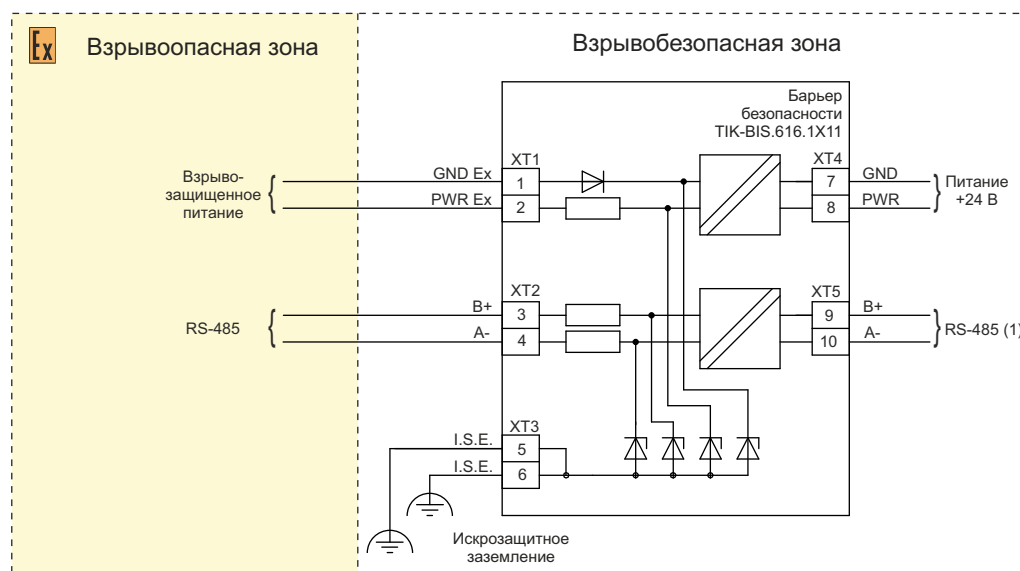 Ex
Взрывоопасная зона
Взрывобезопасная зона
Барьер
безопасности
TIK-BIS.616.1X11
Взрыво-
защищенное
питание
GND Ex
PWR Ex
XT1
1
2
XT4
7
8
GND
PWR
Питание
+24 В
RS-485
B+
A-
XT2
3
4
XT5
9
10
B+
A-
RS-485 (1)
I.S.E.
I.S.E.
XT3
5
6
Искрозащитное
заземление